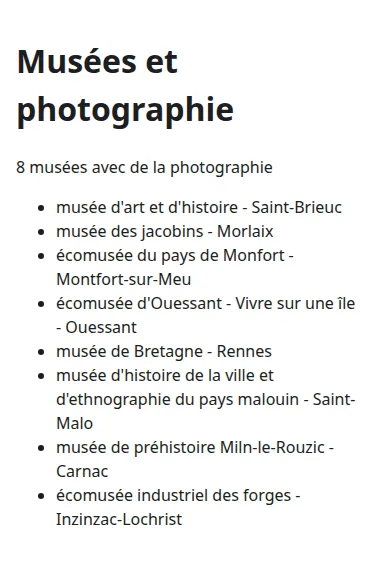 Musées et
photographie
8 musées avec de la photographie
musée d'art et d'histoire - Saint-Brieuc
musée des jacobins - Morlaix
écomusée du pays de Monfort -
Montfort-sur-Meu
écomusée d'Ouessant - Vivre sur une île
- Ouessant
musée de Bretagne - Rennes
musée d'histoire de la ville et
d'ethnographie du pays malouin - Saint-
Malo
musée de préhistoire Miln-le-Rouzic -
Carnac
écomusée industriel des forges -
Inzinzac-Lochrist